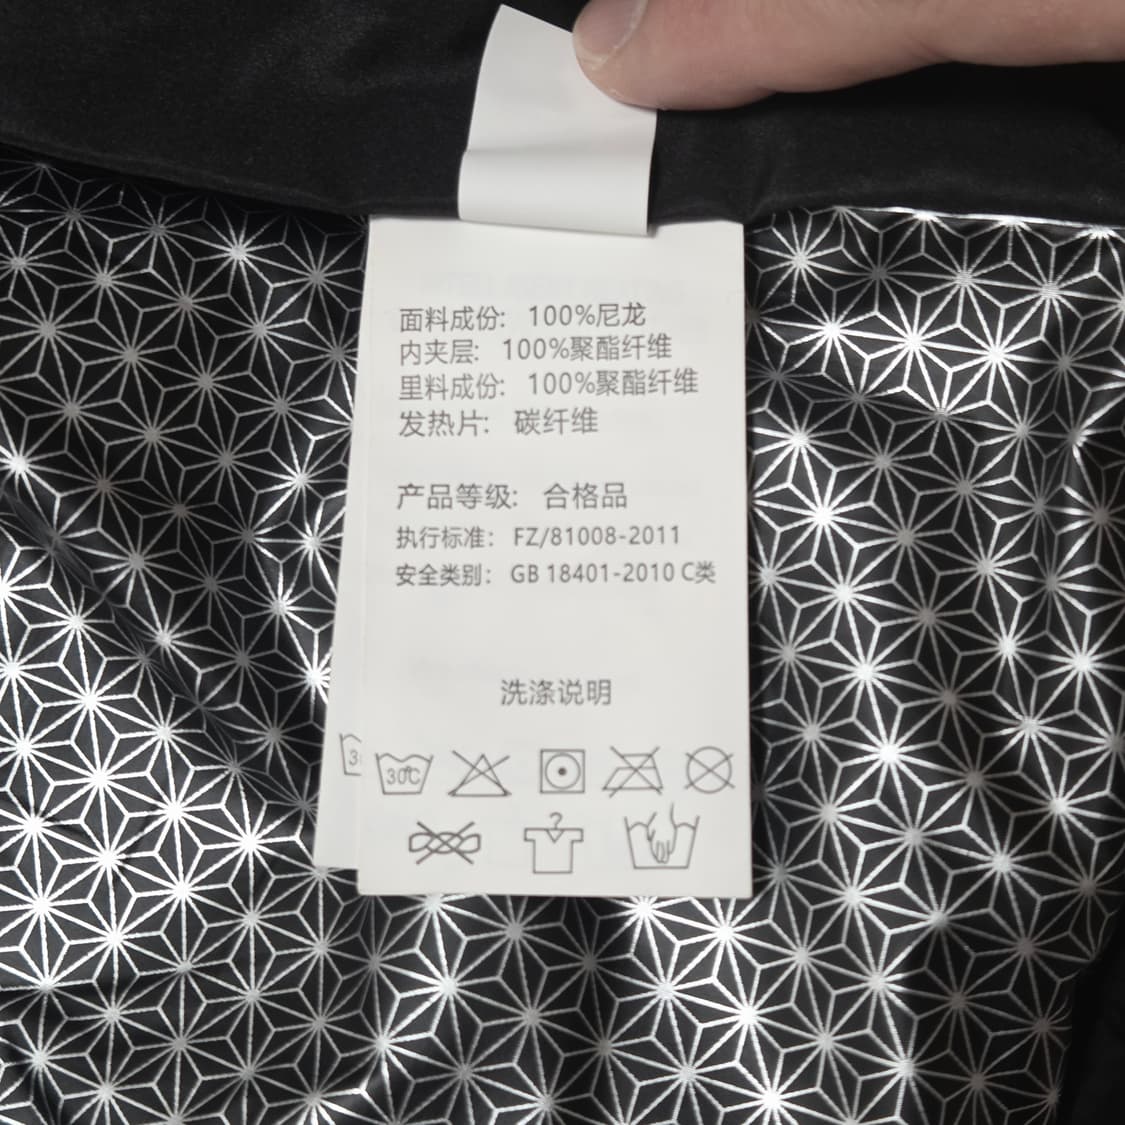 面料成份: 100%尼龙
内夹层: 100%聚酯纤维
里料成份: 100%聚酯纤维
发热片: 碳纤维
产品等级: 合格品
执行标准: FZ/81008-2011
安全类别: GB 18401-2010 C类
洗涤说明
30℃